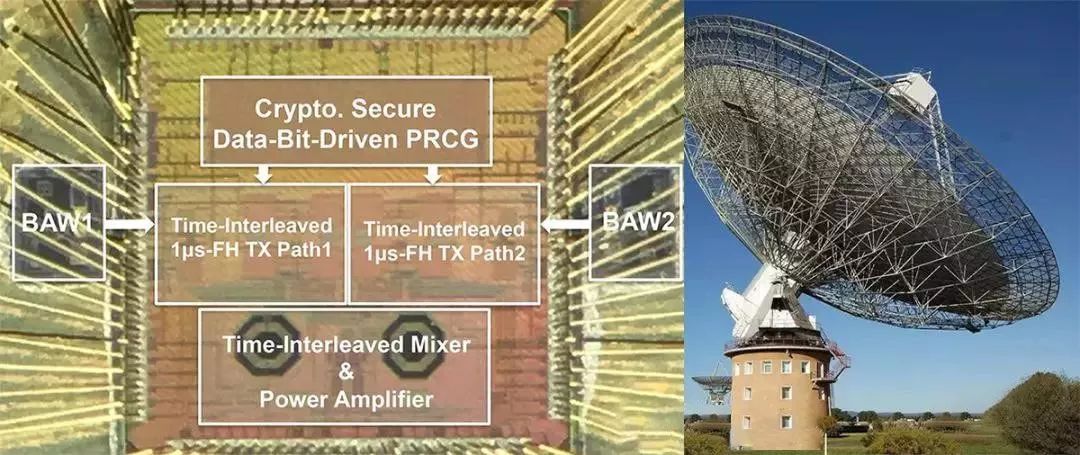 Crypto. Secure
Data-Bit-Driven PRCG
BAW1
Time-Interleaved
1µs-FH TX Path1
Time-Interleaved
1µs-FH TX Path2
BAW2
Time-Interleaved Mixer
&
Power Amplifier